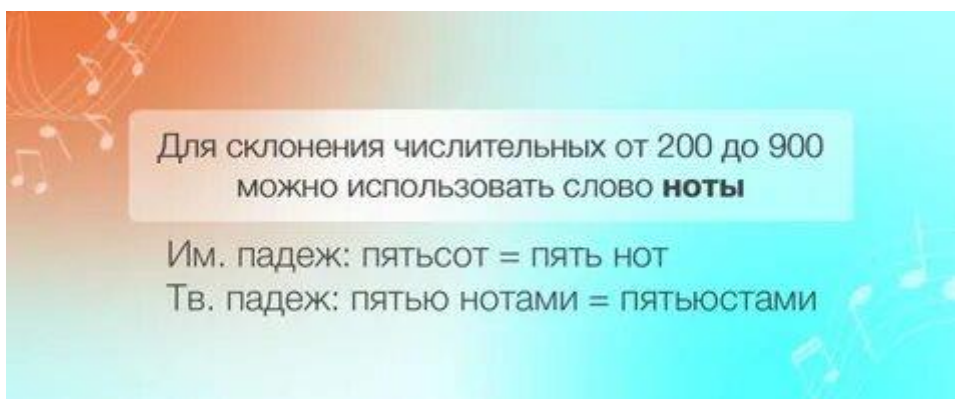 Для склонения числительных от 200 до 900
можно использовать слово ноты
Им. падеж: пятьсот = пять нот
Тв. падеж: пятью нотами = пятьюстами